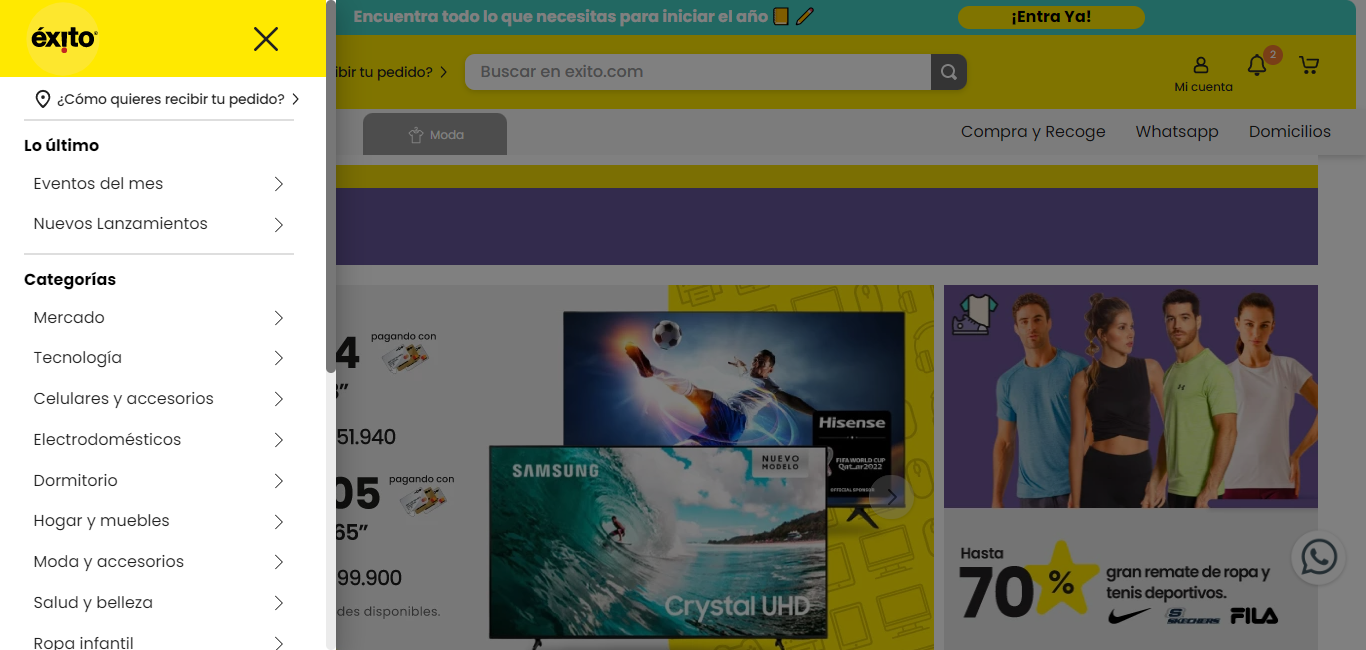 éxito
¿Cómo quieres recibir tu pedido?
Lo último
Eventos del mes
Nuevos Lanzamientos
Categorías
Mercado
Tecnología
Celulares y accesorios
Electrodomésticos
Dormitorio
Hogar y muebles
Moda y accesorios
Salud y belleza
Ropa infantil
Encuentra todo lo que necesitas para iniciar el año
¡Entra Ya!
ibir tu pedido?
Buscar en exito.com
2
Mi cuenta
Moda
Compra y Recoge
Whatsapp
Domicilios
4
pagando con
"
51.940
05
pagando con
65"
99.900
des disponibles.
Hisense
FIFA WORLD CUP
Qatar2022
OFFICIAL SPONSOR
SAMSUNG
NUEVO
MODELO
Crystal UHD
Hasta
70 %
gran remate de ropa y
tenis deportivos.
SKECHERS
FILA